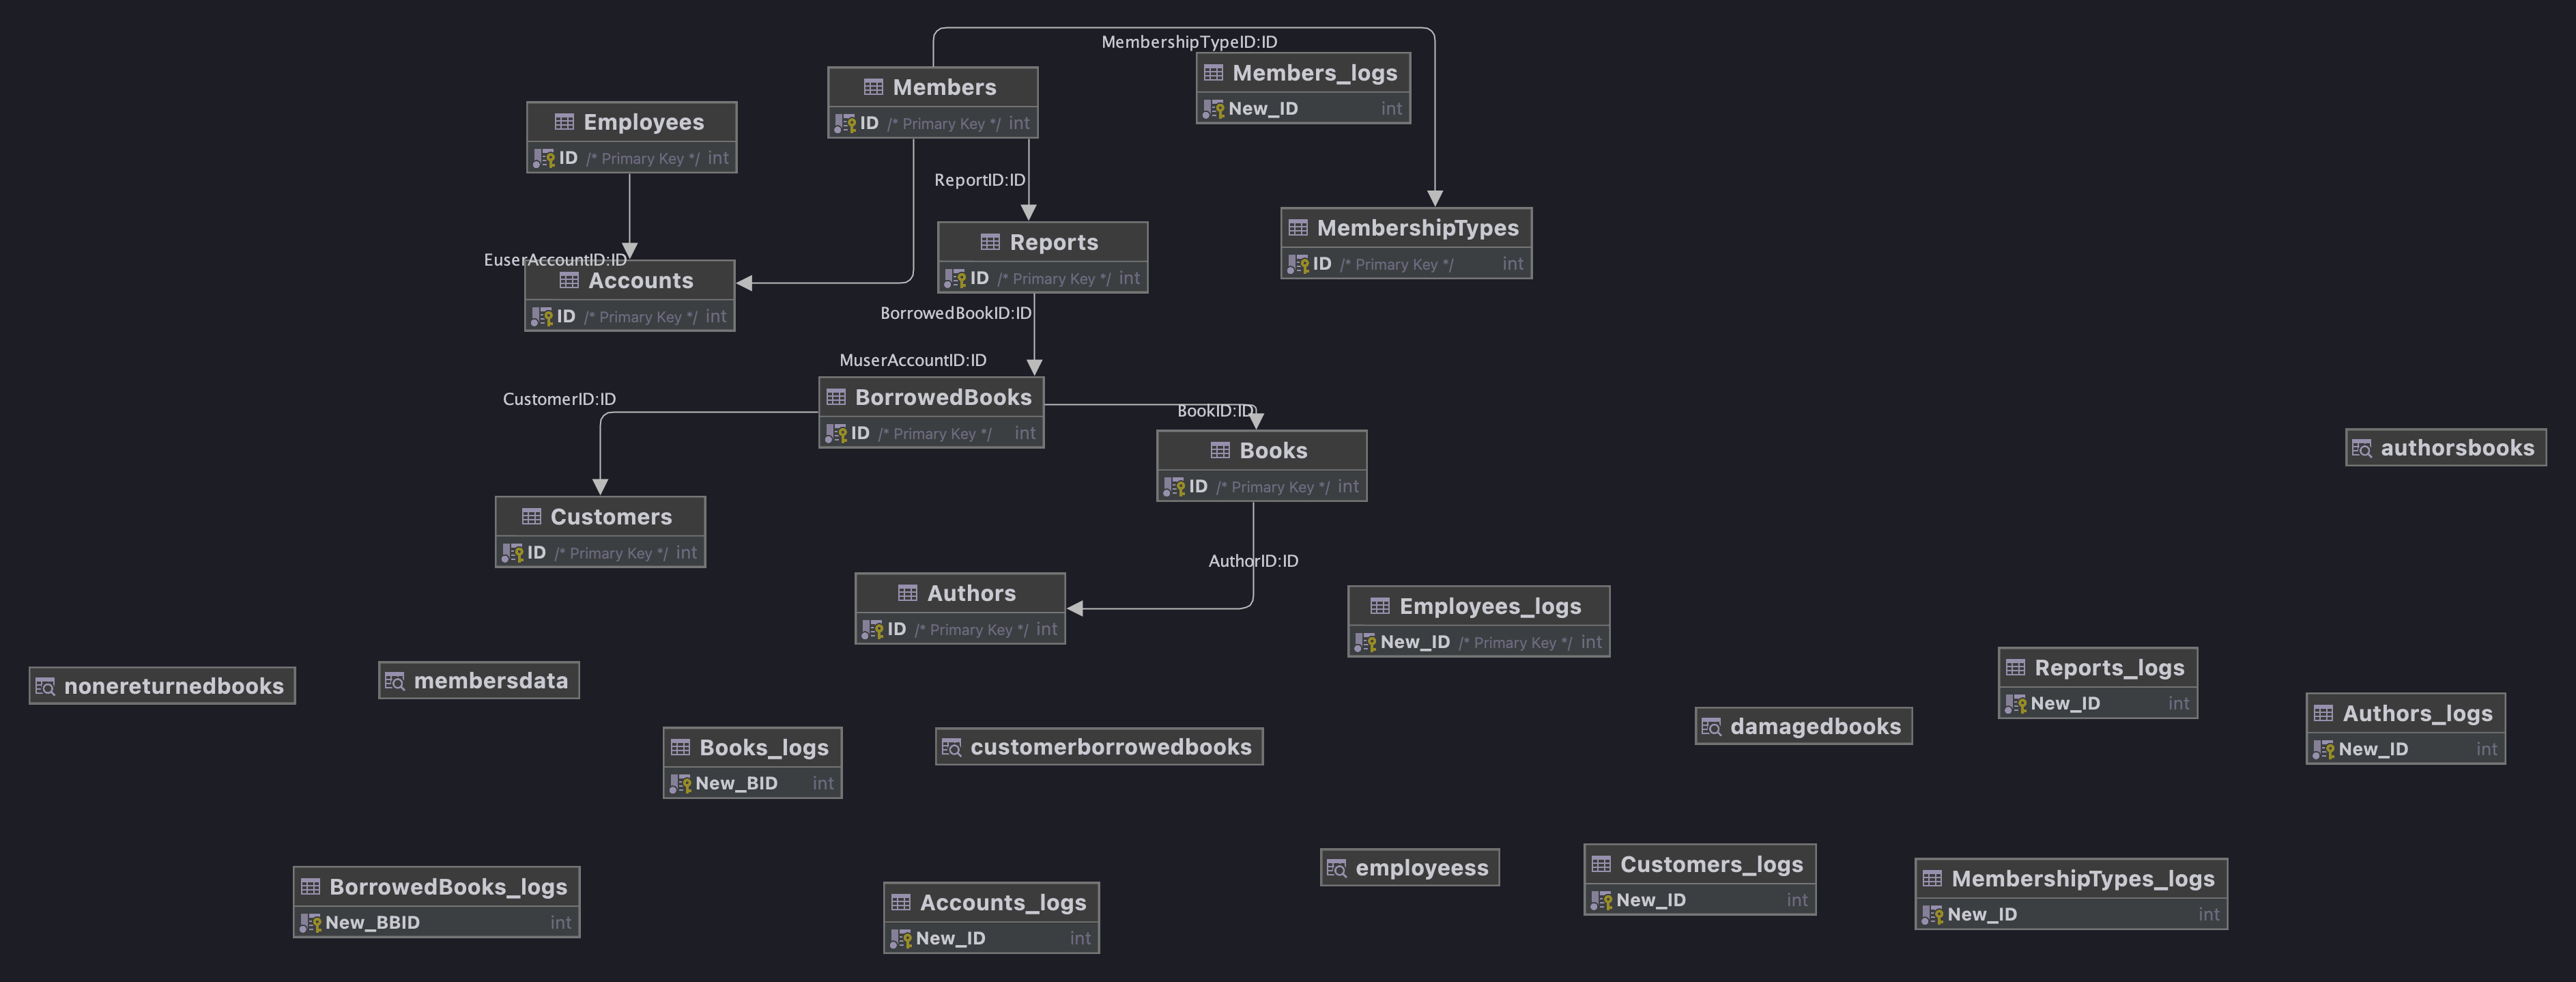 MembershipTypeID:ID
Members_logs
New_ID int
Members
ID /* Primary Key */ int
Employees
ID /* Primary Key */ int
ReportID:ID
MembershipTypes
ID /* Primary Key */ int
Reports
ID /* Primary Key */ int
EuserAccountID:ID
Accounts
ID /* Primary Key */ int
BorrowedBookID:ID
MuserAccountID:ID
BorrowedBooks
ID /* Primary Key */ int
CustomerID:ID
BookID:ID
Books
ID /* Primary Key */ int
authorsbooks
Customers
ID /* Primary Key */ int
AuthorID:ID
Authors
ID /* Primary Key */ int
Employees_logs
New_ID /* Primary Key */ int
nonereturnedbooks
membersdata
Reports_logs
New_ID int
Authors_logs
New_ID int
damagedbooks
Books_logs
New_BID int
customerborrowedbooks
BorrowedBooks_logs
New_BBID int
Accounts_logs
New_ID int
employeess
Customers_logs
New_ID int
MembershipTypes_logs
New_ID int